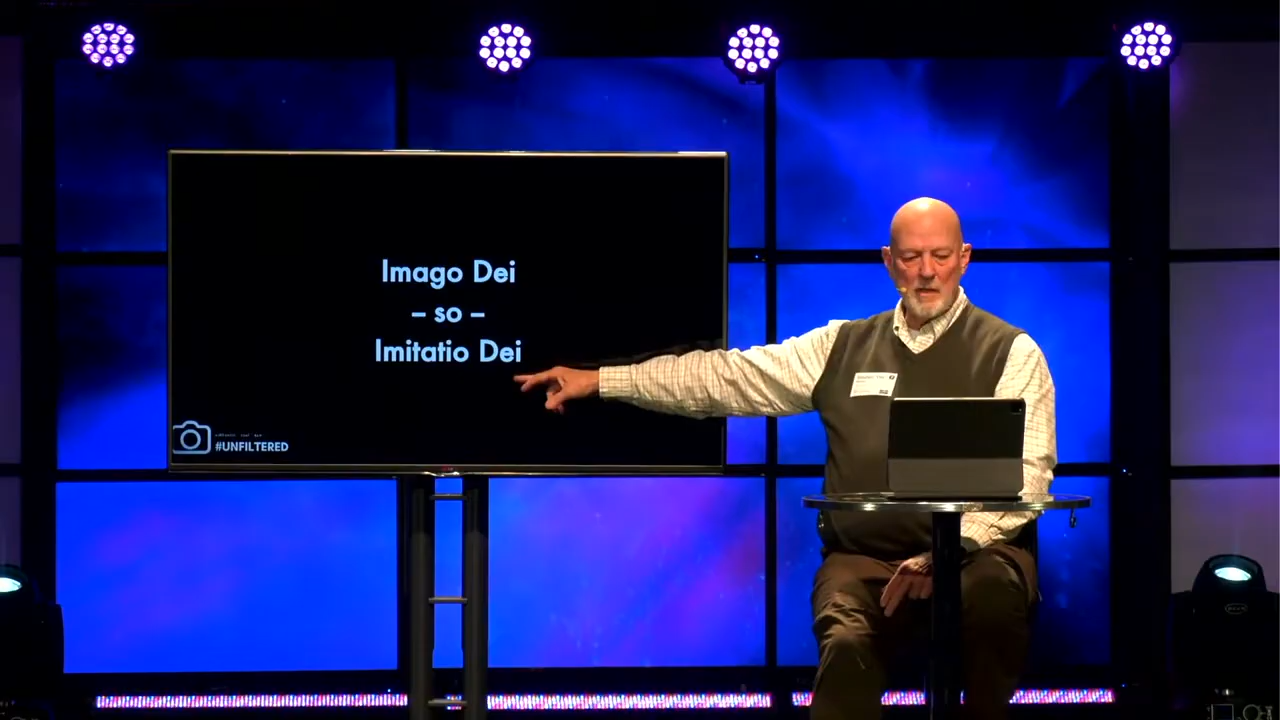 Imago Dei
– so –
Imitatio Dei
#UNFILTERED